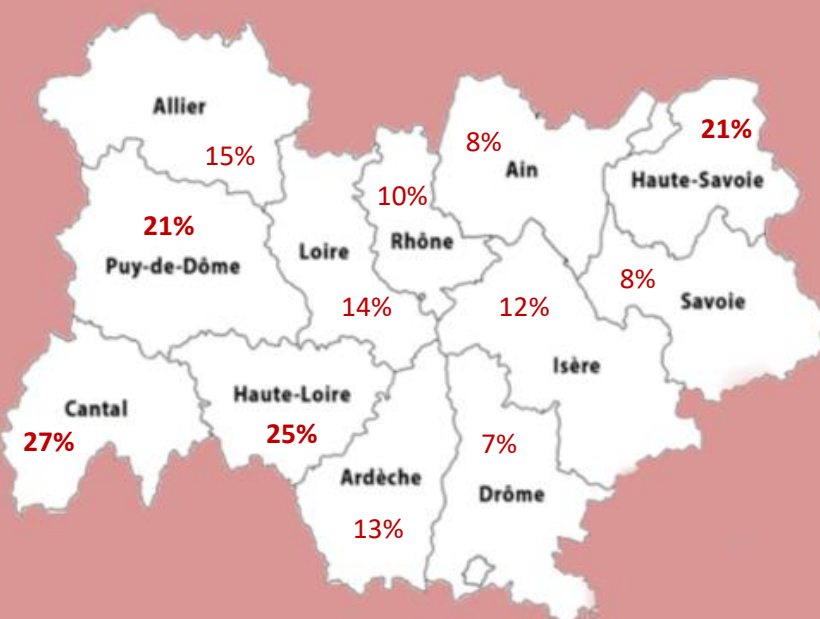 Allier
15%
8%
Ain
21%
Haute-Savoie
21%
Puy-de-Dôme
Loire
14%
10%
Rhône
12%
Isère
8%
Savoie
Cantal
27%
Haute-Loire
25%
Ardèche
13%
7%
Drôme